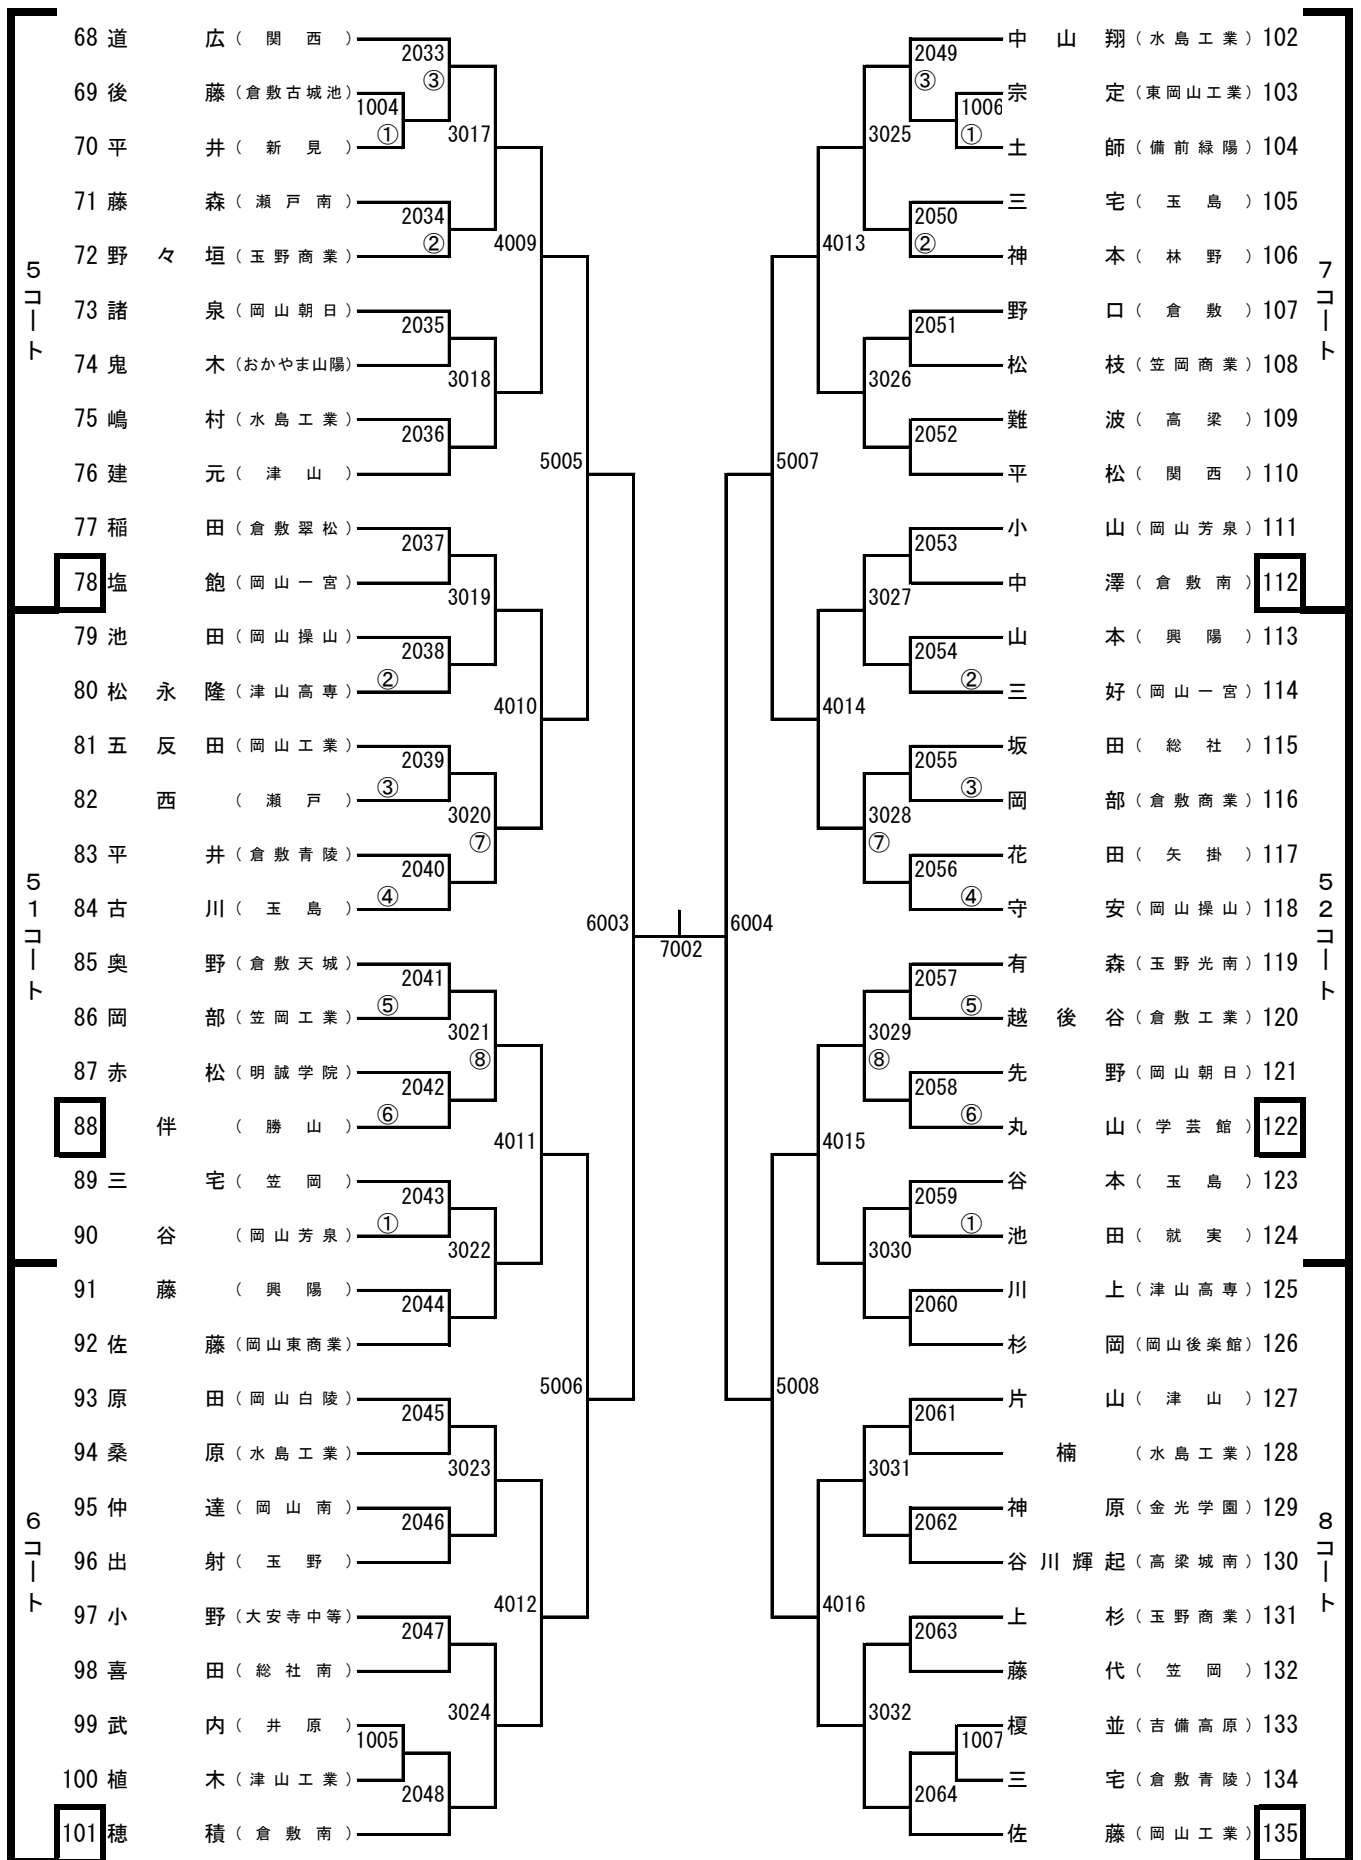 5コート
68 道広(関西)
2033
③
69 後藤(倉敷古城池)
1004
①
70 平井(新見)
3017
71 藤森(瀬戸南)
2034
②
72 野々垣(玉野商業)
4009
73 諸泉(岡山朝日)
2035
74 鬼木(おかやま山陽)
3018
75 嶋村(水島工業)
2036
76 建元(津山)
5005
77 稲田(倉敷翠松)
2037
78 塩飽(岡山一宮)
3019
51コート
79 池田(岡山操山)
2038
②
80 松永隆(津山高専)
4010
81 五反田(岡山工業)
2039
③
82 西(瀬戸)
3020
⑦
83 平井(倉敷青陵)
2040
④
84 古川(玉島)
6003
7002
85 奥野(倉敷天城)
2041
⑤
86 岡部(笠岡工業)
3021
⑧
87 赤松(明誠学院)
2042
⑥
88 伴(勝山)
4011
89 三宅(笠岡)
2043
①
90 谷(岡山芳泉)
3022
6コート
91 藤(興陽)
2044
92 佐藤(岡山東商業)
5006
93 原田(岡山白陵)
2045
94 桑原(水島工業)
3023
95 仲達(岡山南)
2046
96 出射(玉野)
4012
97 小野(大安寺中等)
2047
98 喜田(総社南)
3024
99 武内(井原)
1005
100 植木(津山工業)
2048
101 穂積(倉敷南)
7コート
中山翔(水島工業)102
2049
③
宗定(東岡山工業)103
1006
①
土師(備前緑陽)104
3025
三宅(玉島)105
2050
②
神本(林野)106
4013
野口(倉敷)107
2051
松枝(笠岡商業)108
3026
難波(高梁)109
2052
平松(関西)110
5007
小山(岡山芳泉)111
2053
中澤(倉敷南)112
3027
52コート
山本(興陽)113
2054
②
三好(岡山一宮)114
4014
坂田(総社)115
2055
③
岡部(倉敷商業)116
3028
⑦
花田(矢掛)117
2056
④
守安(岡山操山)118
6004
有森(玉野光南)119
2057
⑤
越後谷(倉敷工業)120
3029
⑧
先野(岡山朝日)121
2058
⑥
丸山(学芸館)122
4015
谷本(玉島)123
2059
①
池田(就実)124
3030
8コート
川上(津山高専)125
2060
杉岡(岡山後楽館)126
5008
片山(津山)127
2061
楠(水島工業)128
3031
神原(金光学園)129
2062
谷川輝起(高梁城南)130
4016
上杉(玉野商業)131
2063
藤代(笠岡)132
3032
榎並(吉備高原)133
1007
三宅(倉敷青陵)134
2064
佐藤(岡山工業)135